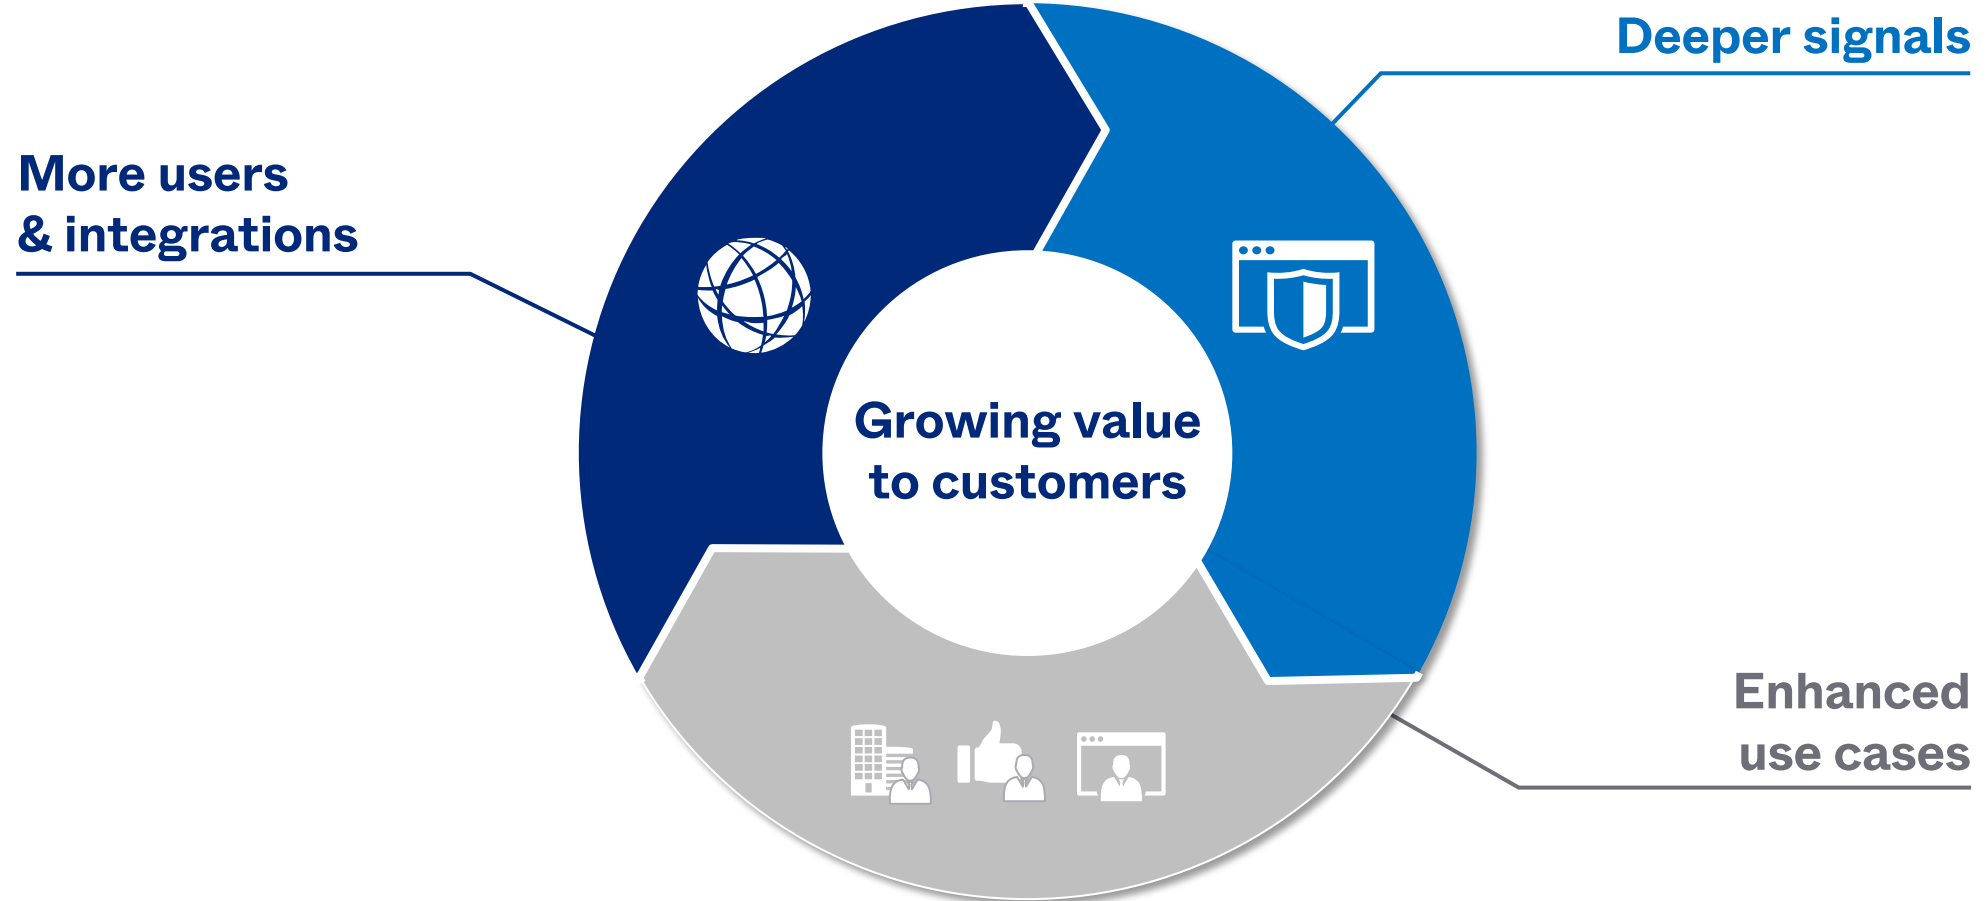 Deeper signals
More users
& integrations
Growing value
to customers
Enhanced
use cases